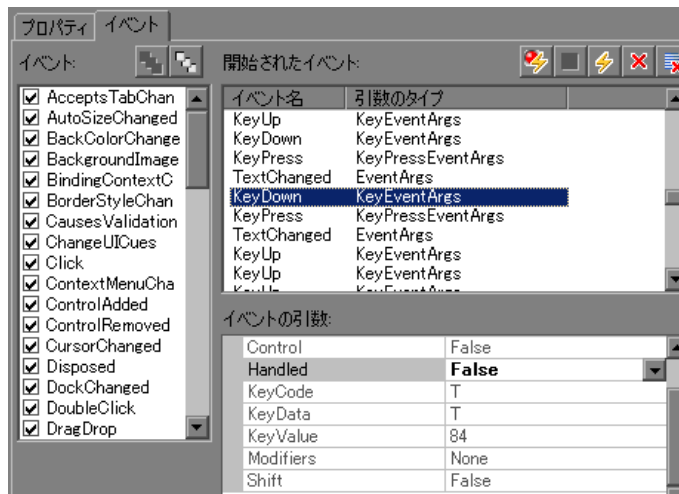 プロパティ イベント
イベント: 開始されたイベント:
AcceptsTabChan
AutoSizeChanged
BackColorChange
BackgroundImage
BindingContextC
BorderStyleChan
CausesValidation
ChangeUICues
Click
ContextMenuCha
ControlAdded
ControlRemoved
CursorChanged
Disposed
DockChanged
DoubleClick
DragDrop
イベント名 引数のタイプ
KeyUp KeyEventArgs
KeyDown KeyEventArgs
KeyPress KeyPressEventArgs
TextChanged EventArgs
KeyDown KeyEventArgs
KeyPress KeyPressEventArgs
TextChanged EventArgs
KeyUp KeyEventArgs
KeyUp KeyEventArgs
KeyUp KeyEventArgs
イベントの引数:
Control False
Handled False
KeyCode T
KeyData T
KeyValue 84
Modifiers None
Shift False